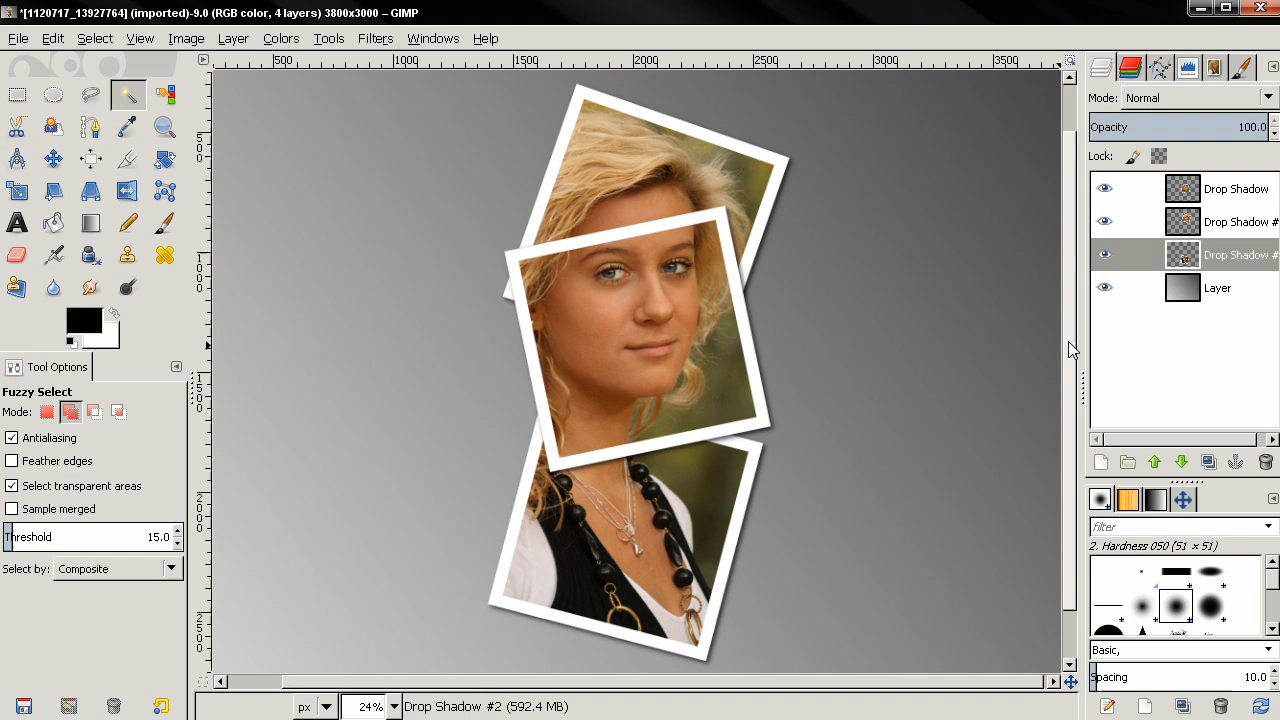 *[1120717_13927764] (imported)-9.0 (RGB color, 4 layers) 3800x3000 – GIMP
File Edit Select View Image Layer Colors Tools Filters Windows Help
500 1000 1500 2000 2500 3000 3500
Mode: Normal
Opacity 100.0
Lock:
Drop Shadow
Drop Shadow #
Drop Shadow #
Layer
Tool Options
Fuzzy Select
Mode:
Antialiasing
Feather edges
Select transparent areas
Sample merged
Threshold 15.0
Select by: Composite
filter
2. Hardness 050 (51 × 51)
Basic,
Spacing 10.0
px 24% Drop Shadow #2 (592.4 MB)